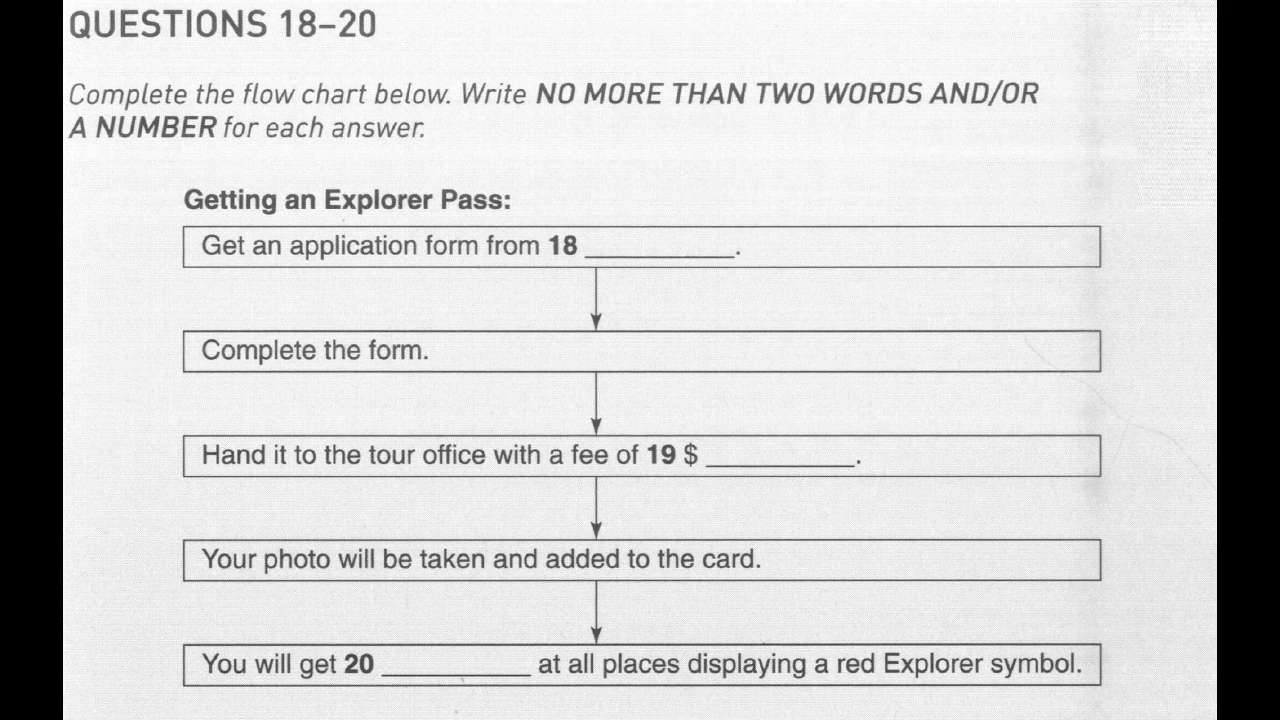 QUESTIONS 18–20
Complete the flow chart below. Write NO MORE THAN TWO WORDS AND/OR
A NUMBER for each answer.
Getting an Explorer Pass:
Get an application form from 18 __________.
Complete the form.
Hand it to the tour office with a fee of 19 $ __________.
Your photo will be taken and added to the card.
You will get 20 __________ at all places displaying a red Explorer symbol.